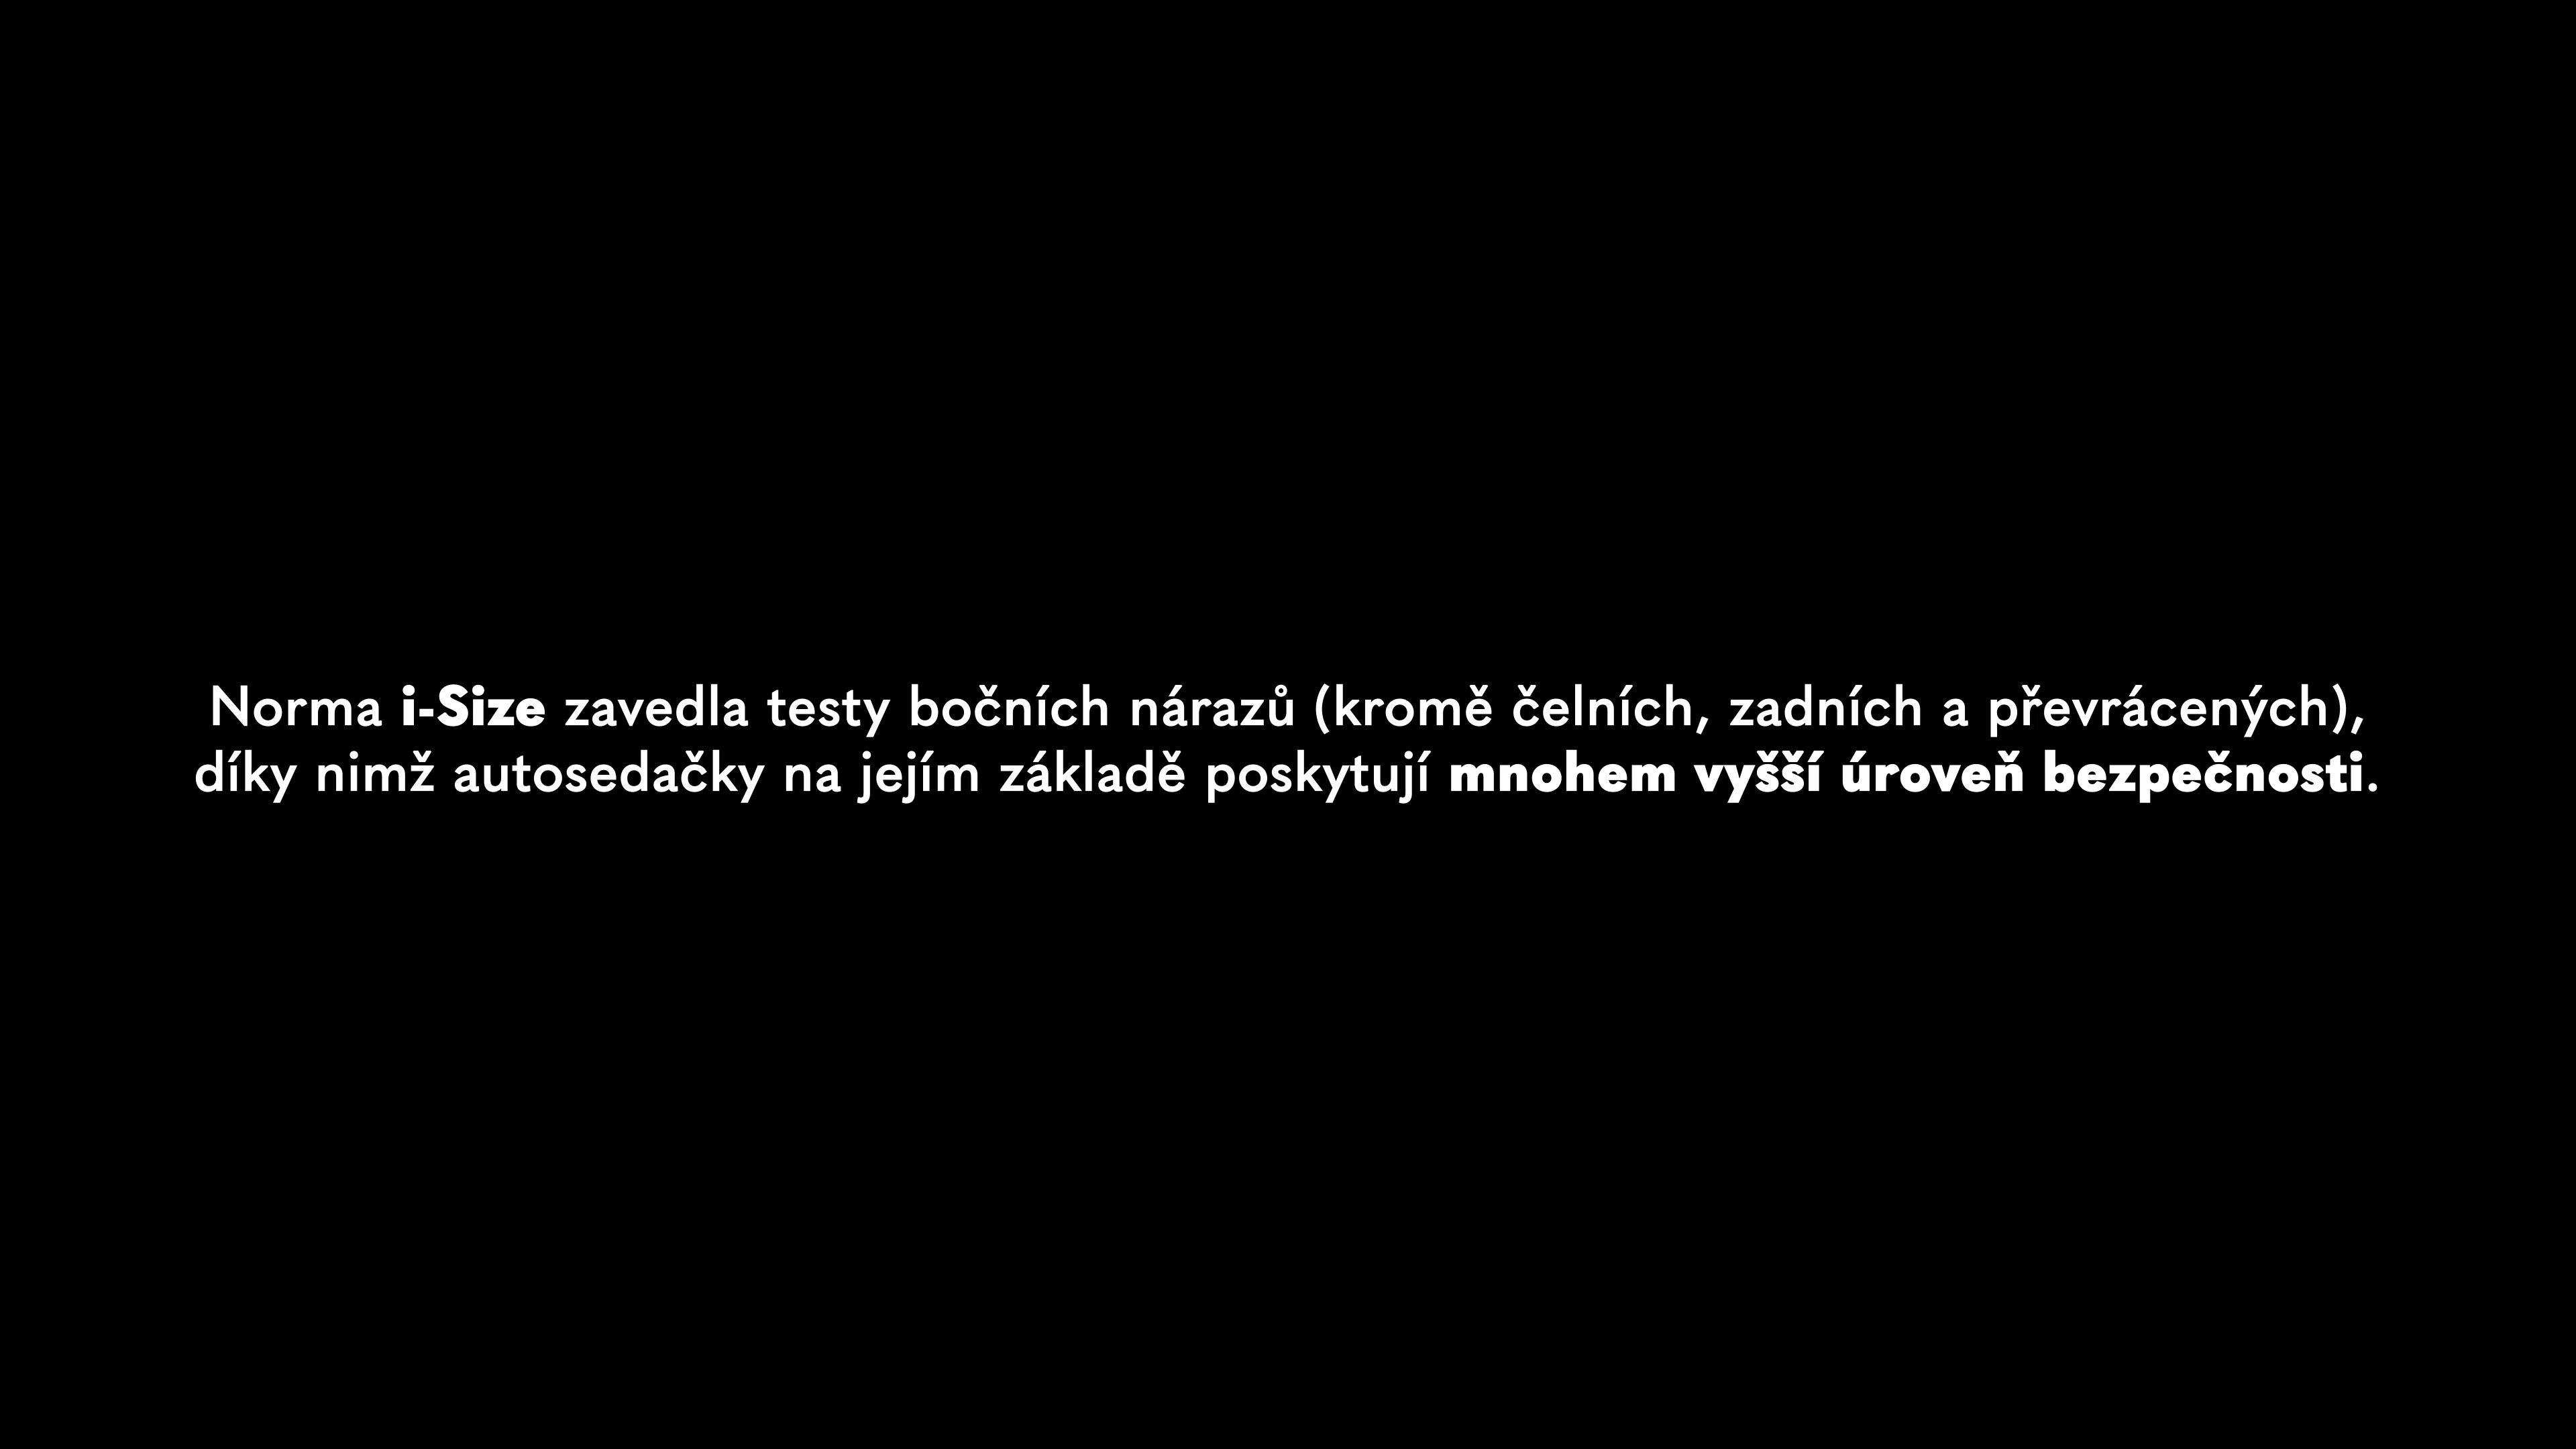 Norma i-Size zavedla testy bočních nárazů (kromě čelních, zadních a převrácených),
díky nimž autosedačky na jejím základě poskytují mnohem vyšší úroveň bezpečnosti.